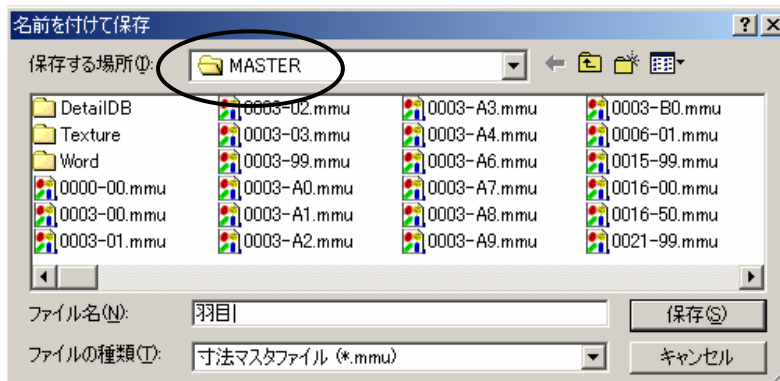 名前を付けて保存
保存する場所(I): MASTER
DetailDB 0003-02.mmu 0003-A3.mmu 0003-B0.mmu
Texture 0003-03.mmu 0003-A4.mmu 0006-01.mmu
Word 0003-99.mmu 0003-A6.mmu 0015-99.mmu
0000-00.mmu 0003-A0.mmu 0003-A7.mmu 0016-00.mmu
0003-00.mmu 0003-A1.mmu 0003-A8.mmu 0016-50.mmu
0003-01.mmu 0003-A2.mmu 0003-A9.mmu 0021-99.mmu
ファイル名(N): 羽目 保存(S)
ファイルの種類(T): 寸法マスタファイル (*.mmu) キャンセル